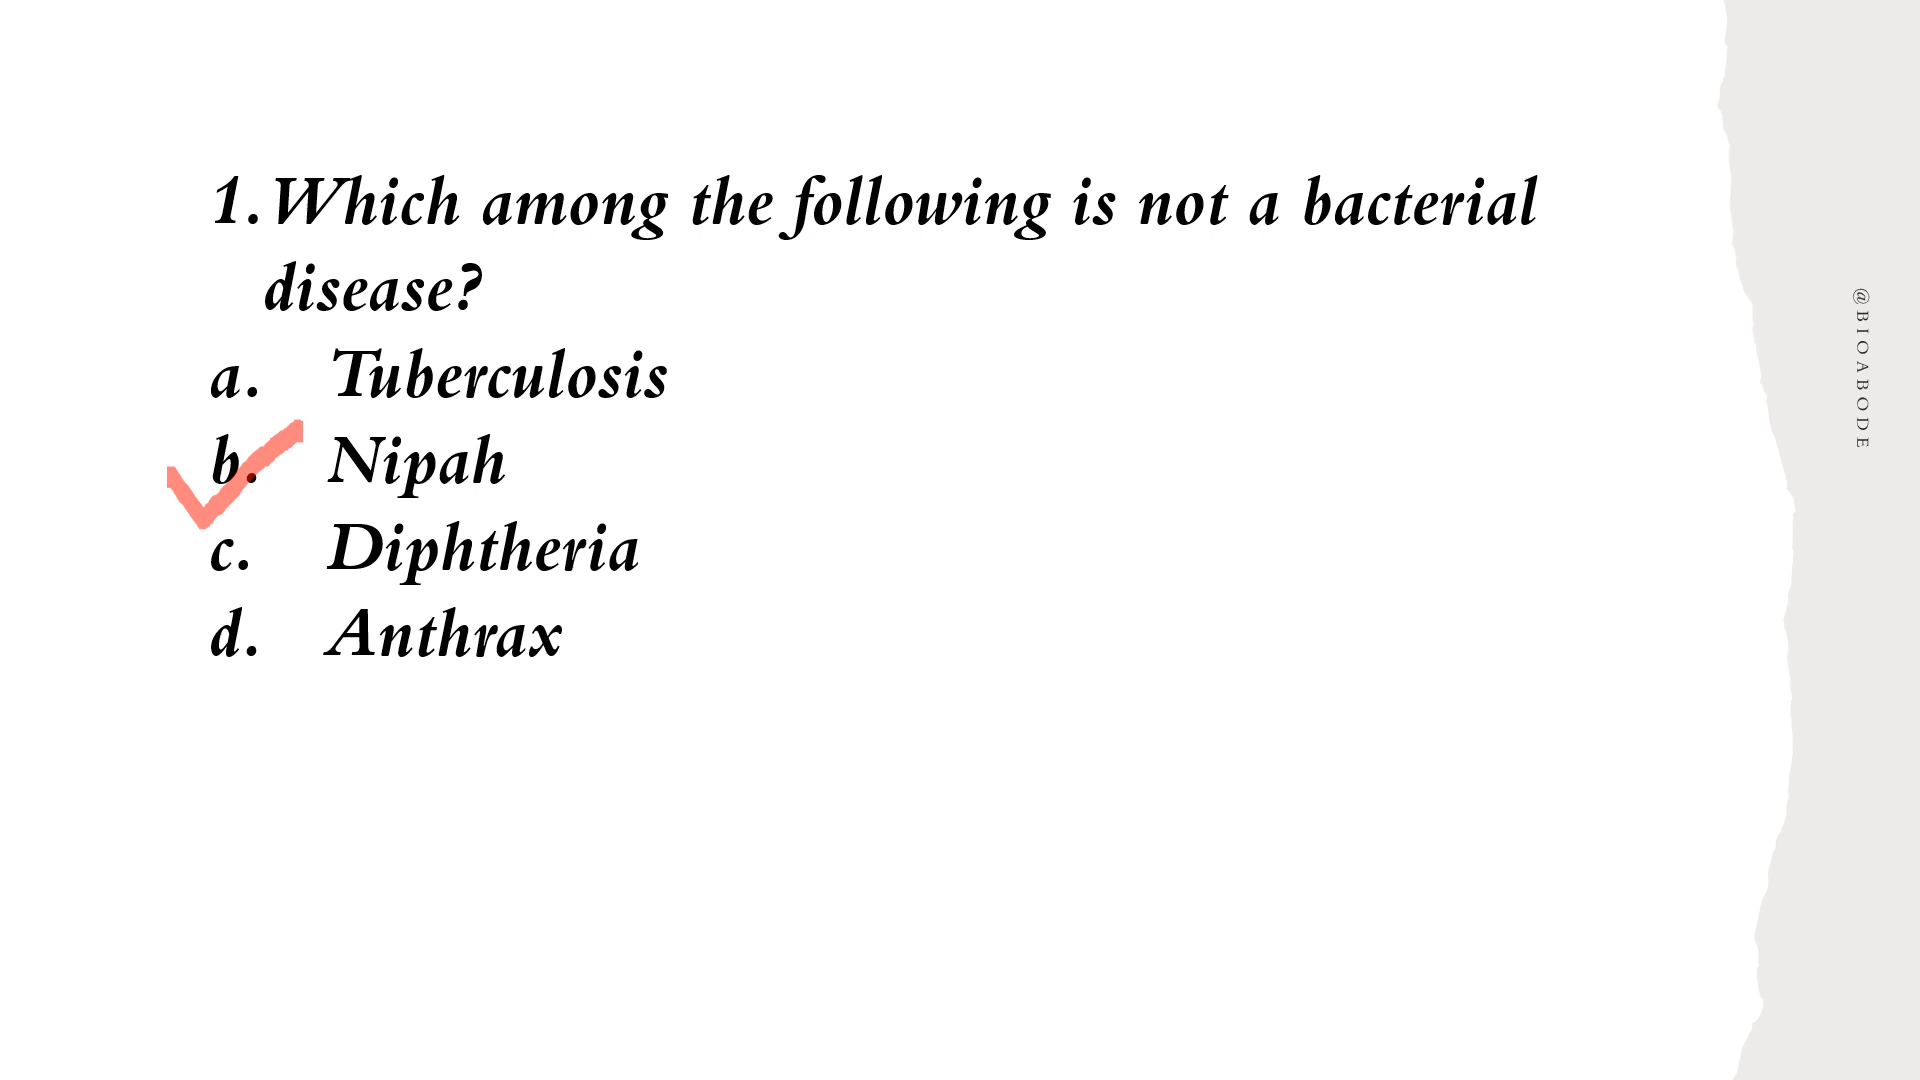 1. Which among the following is not a bacterial
disease?
a. Tuberculosis
b. Nipah
c. Diphtheria
d. Anthrax
@BIOABODE